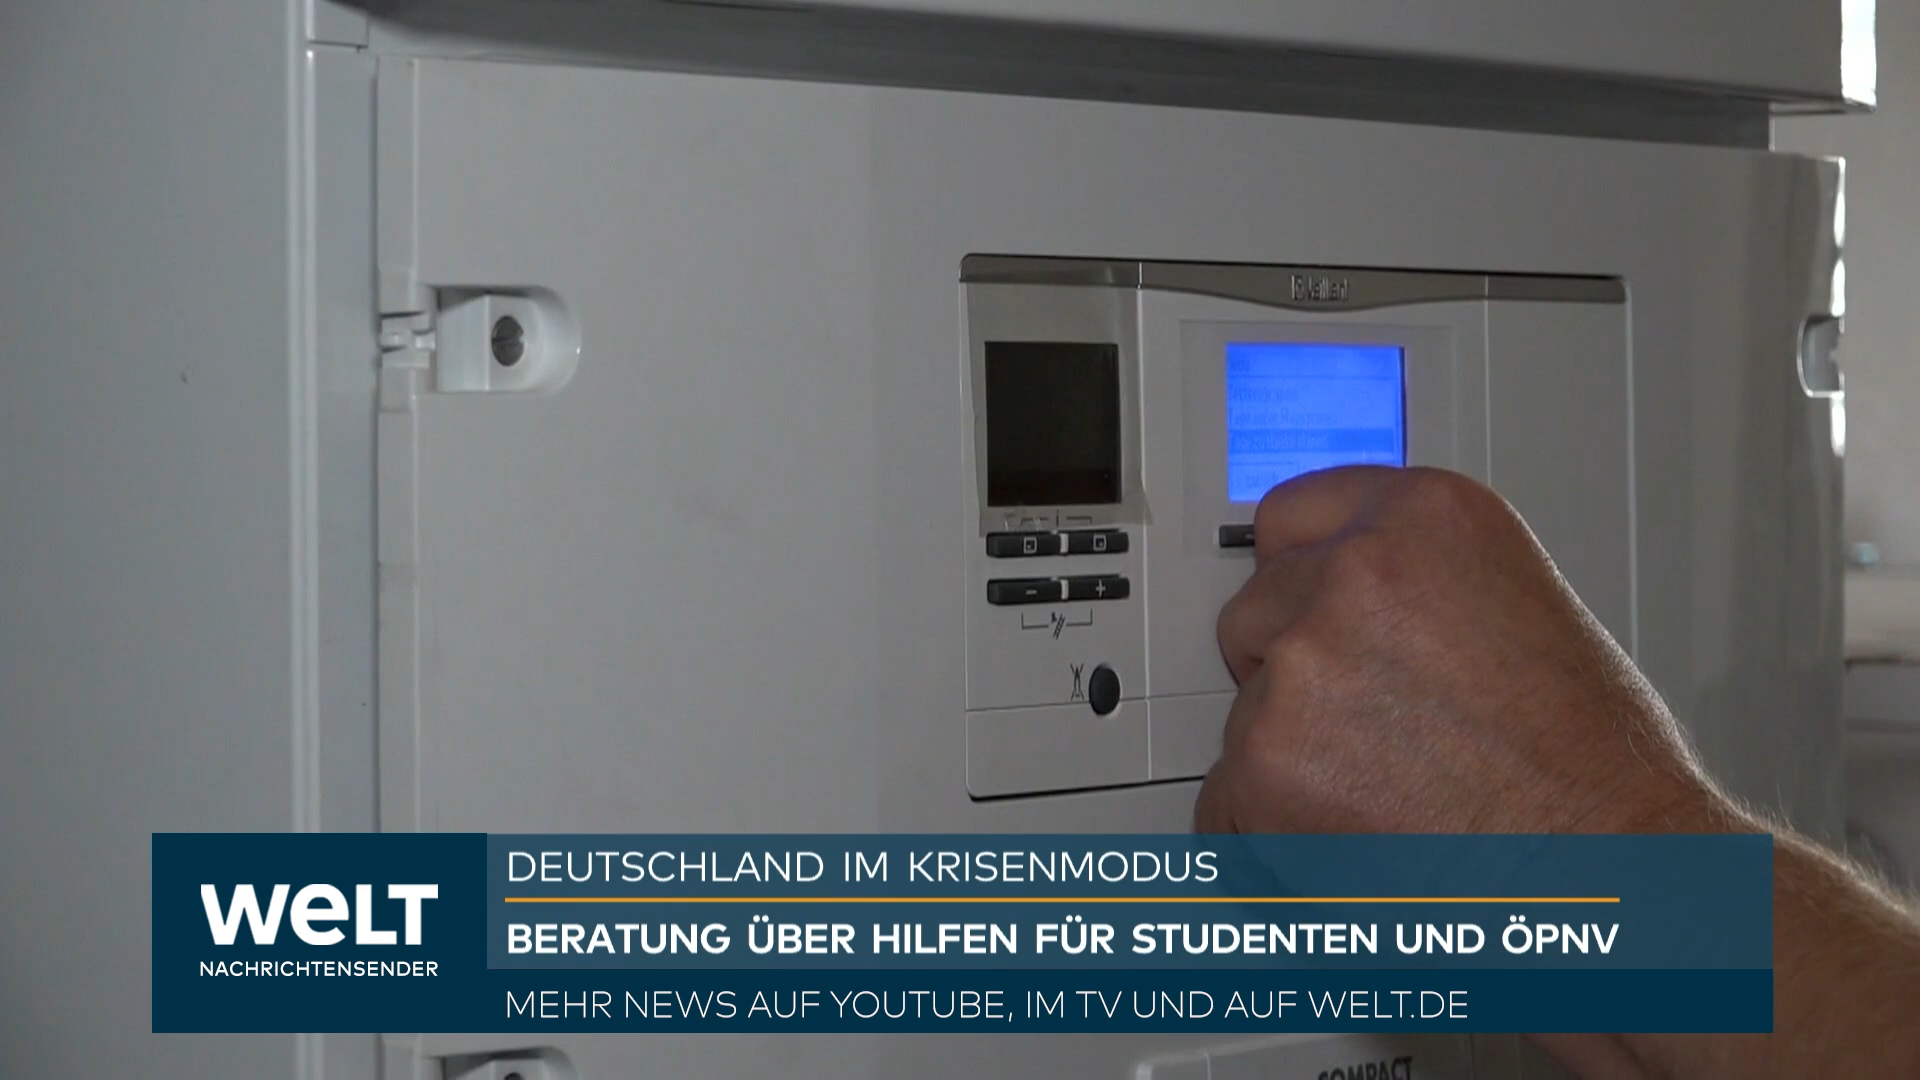 Vaillant
DEUTSCHLAND IM KRISENMODUS
BERATUNG ÜBER HILFEN FÜR STUDENTEN UND ÖPNV
MEHR NEWS AUF YOUTUBE, IM TV UND AUF WELT.DE
WELT
NACHRICHTENSENDER
COMPACT